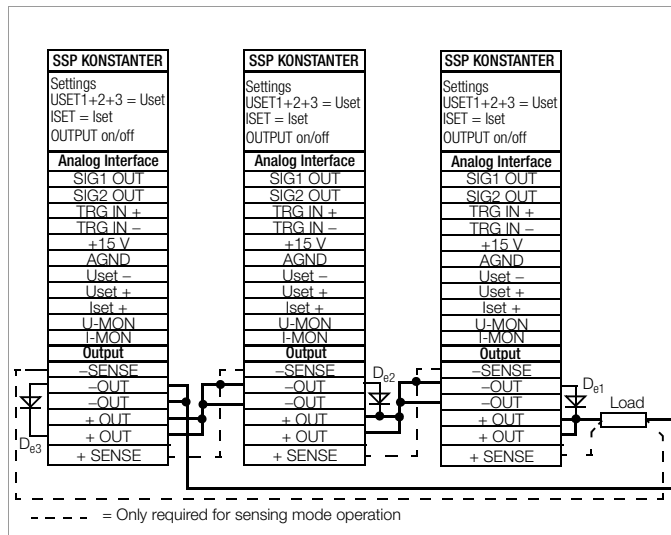 SSP KONSTANTER
Settings
USET1+2+3 = Uset
ISET = Iset
OUTPUT on/off
Analog Interface
SIG1 OUT
SIG2 OUT
TRG IN +
TRG IN –
+15 V
AGND
Uset –
Uset +
Iset +
U-MON
I-MON
Output
–SENSE
–OUT
–OUT
+ OUT
+ OUT
+ SENSE
De3
SSP KONSTANTER
Settings
USET1+2+3 = Uset
ISET = Iset
OUTPUT on/off
Analog Interface
SIG1 OUT
SIG2 OUT
TRG IN +
TRG IN –
+15 V
AGND
Uset –
Uset +
Iset +
U-MON
I-MON
Output
–SENSE
–OUT
–OUT
+ OUT
+ OUT
+ SENSE
De2
SSP KONSTANTER
Settings
USET1+2+3 = Uset
ISET = Iset
OUTPUT on/off
Analog Interface
SIG1 OUT
SIG2 OUT
TRG IN +
TRG IN –
+15 V
AGND
Uset –
Uset +
Iset +
U-MON
I-MON
Output
–SENSE
–OUT
–OUT
+ OUT
+ OUT
+ SENSE
De1
Load
= Only required for sensing mode operation